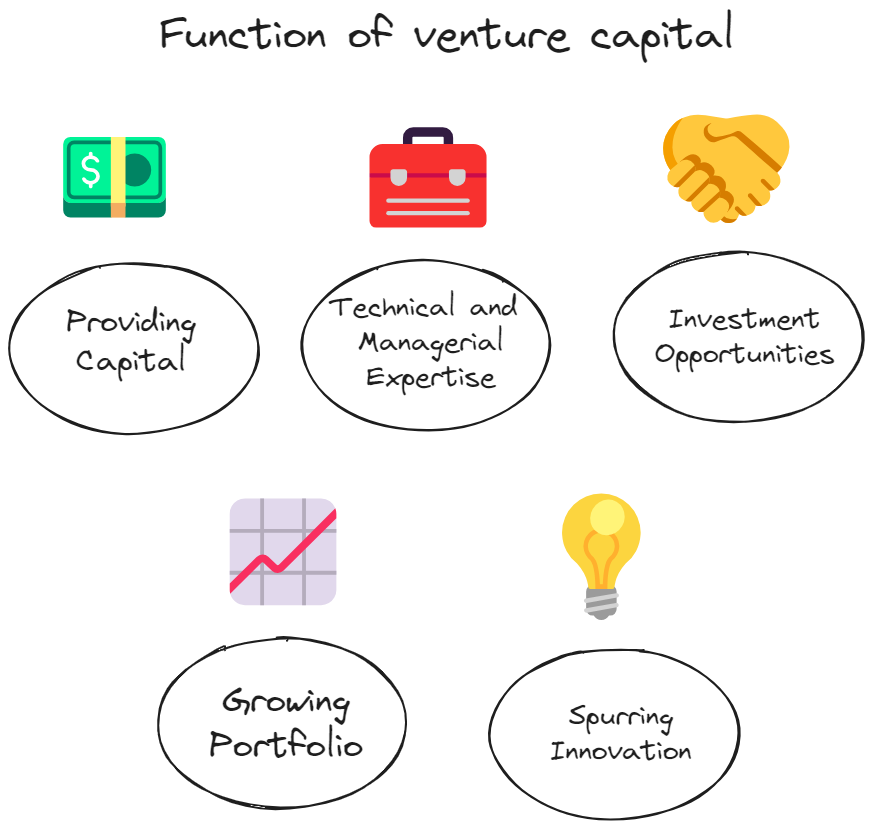 Function of venture capital
$
Providing
Capital
Technical and
Managerial
Expertise
Investment
Opportunities
Growing
Portfolio
Spurring
Innovation